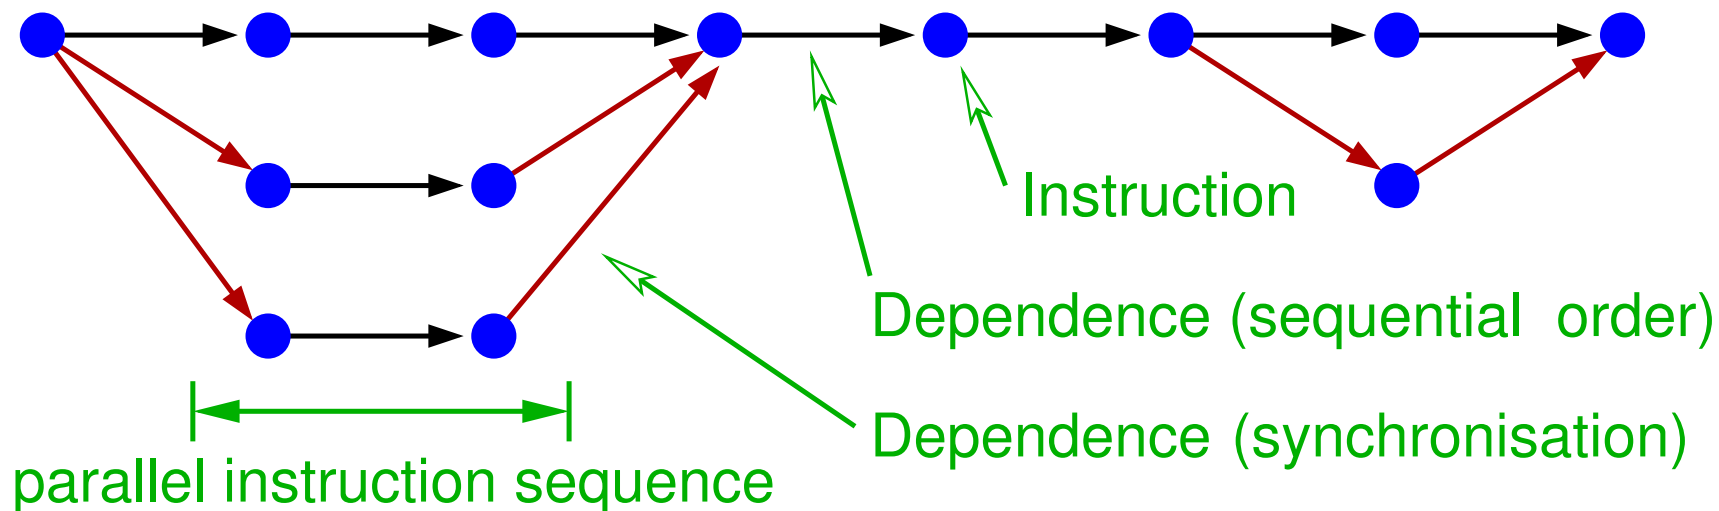 Instruction
Dependence (sequential order)
Dependence (synchronisation)
parallel instruction sequence